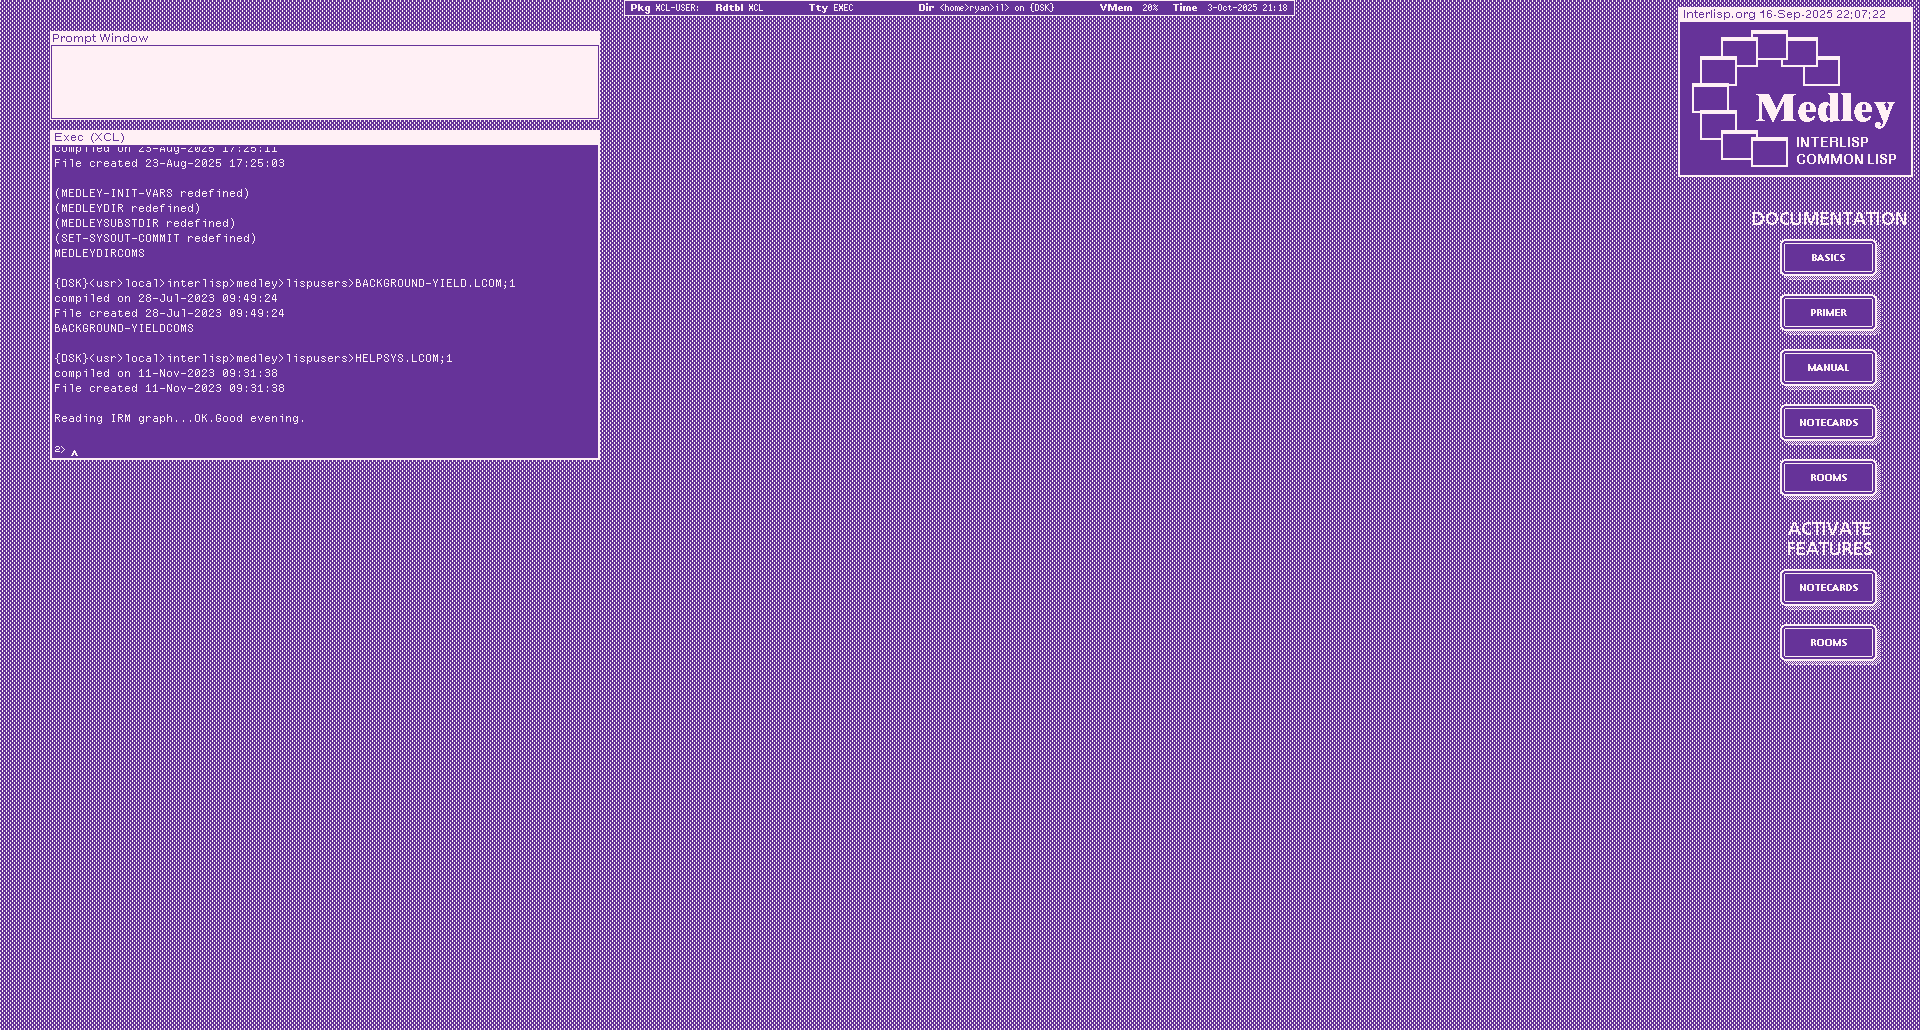 Pkg XCL-USER: Rdtbl XCL Tty EXEC Dir <home>ryan>il> on {DSK} VMem 20% Time 3-Oct-2025 21:18
Prompt Window
Exec (XCL)
compiled on 23-Aug-2025 17:25:11
File created 23-Aug-2025 17:25:03
(MEDLEY-INIT-VARS redefined)
(MEDLEYDIR redefined)
(MEDLEYSUBSTDIR redefined)
(SET-SYSOUT-COMMIT redefined)
MEDLEYDIRCOMS
{DSK}<usr>local>interlisp>medley>lispusers>BACKGROUND-YIELD.LCOM;1
compiled on 28-Jul-2023 09:49:24
File created 28-Jul-2023 09:49:24
BACKGROUND-YIELDCOMS
{DSK}<usr>local>interlisp>medley>lispusers>HELPSYS.LCOM;1
compiled on 11-Nov-2023 09:31:38
File created 11-Nov-2023 09:31:38
Reading IRM graph...OK.Good evening.
2>
Interlisp.org 16-Sep-2025 22:07:22
Medley
INTERLISP
COMMON LISP
DOCUMENTATION
BASICS
PRIMER
MANUAL
NOTECARDS
ROOMS
ACTIVATE
FEATURES
NOTECARDS
ROOMS